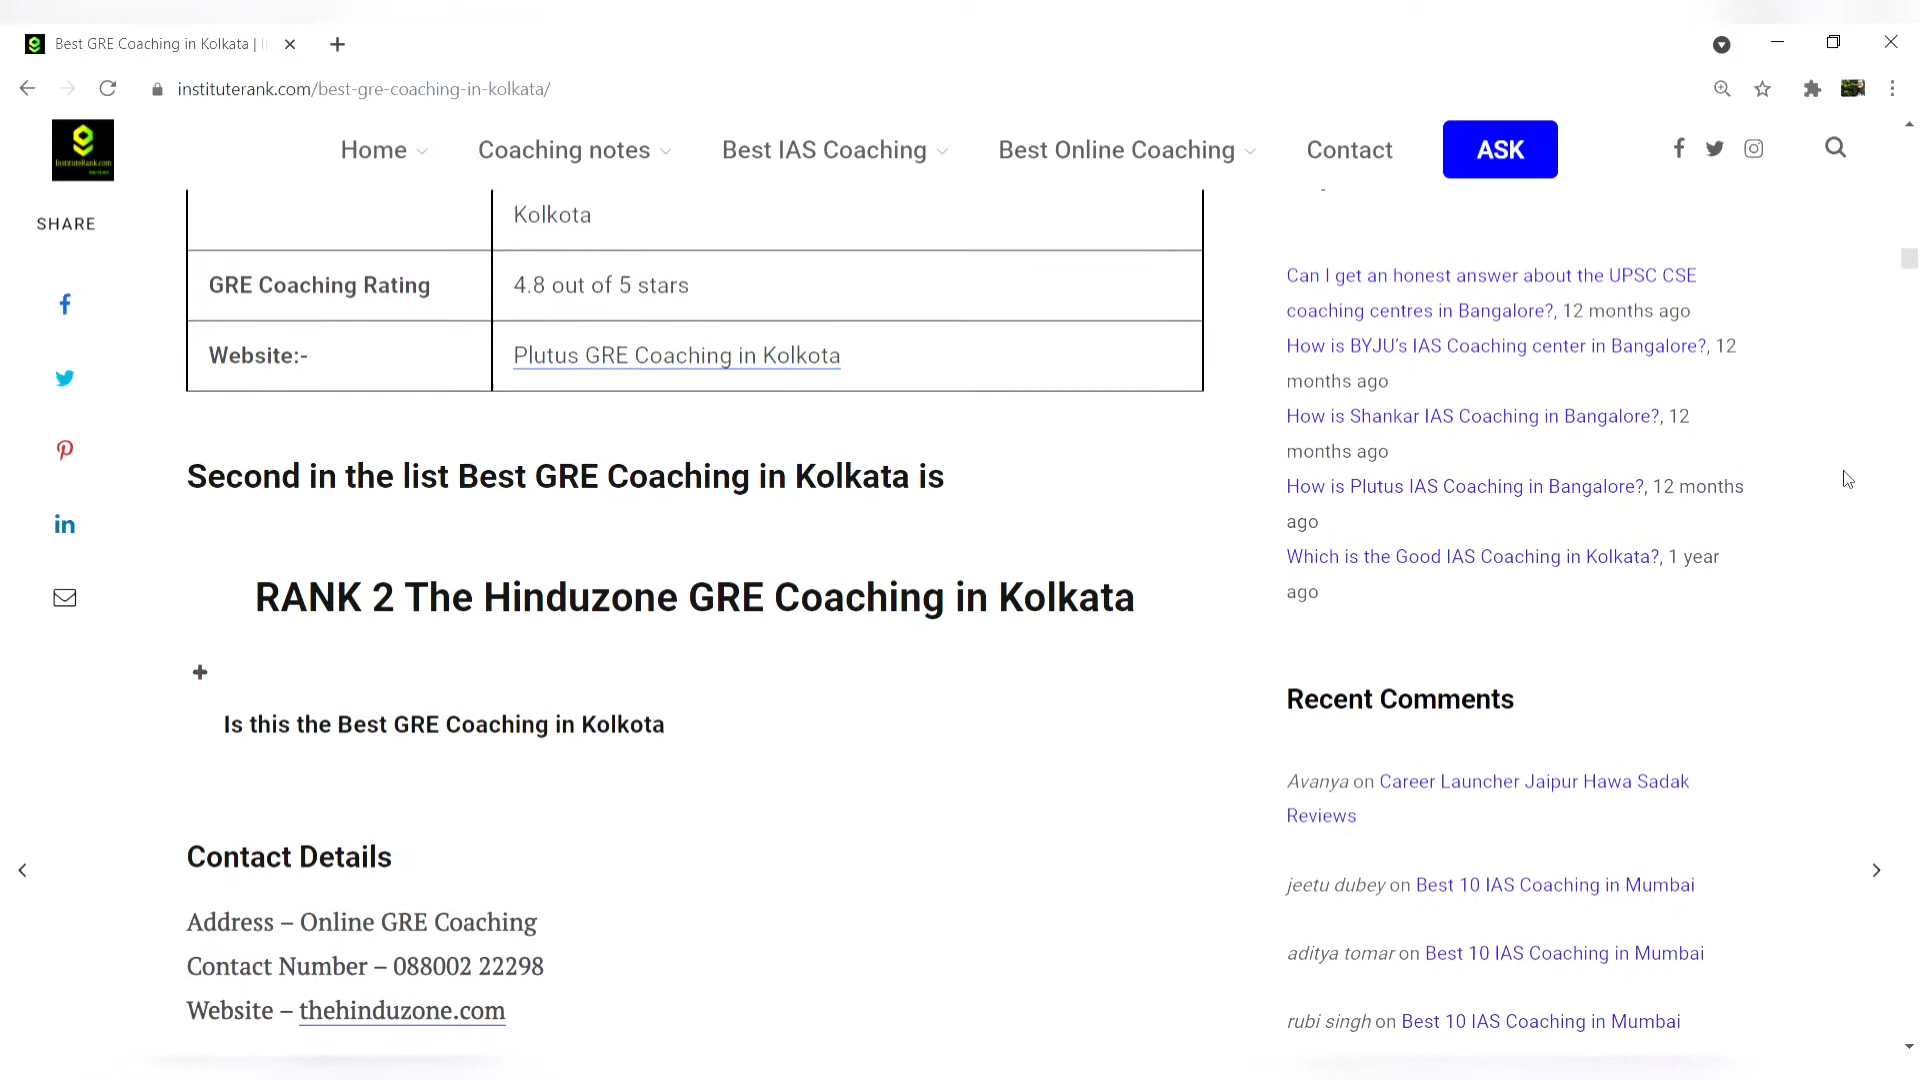 Best GRE Coaching in Kolkata |
instituterank.com/best-gre-coaching-in-kolkata/
InstituteRank.com
Home
Coaching notes
Best IAS Coaching
Best Online Coaching
Contact
ASK
SHARE
Kolkota
GRE Coaching Rating
4.8 out of 5 stars
Website:-
Plutus GRE Coaching in Kolkota
Second in the list Best GRE Coaching in Kolkata is
RANK 2 The Hinduzone GRE Coaching in Kolkata
Is this the Best GRE Coaching in Kolkota
Contact Details
Address – Online GRE Coaching
Contact Number – 088002 22298
Website – thehinduzone.com
Can I get an honest answer about the UPSC CSE
coaching centres in Bangalore?, 12 months ago
How is BYJU's IAS Coaching center in Bangalore?, 12
months ago
How is Shankar IAS Coaching in Bangalore?, 12
months ago
How is Plutus IAS Coaching in Bangalore?, 12 months
ago
Which is the Good IAS Coaching in Kolkata?, 1 year
ago
Recent Comments
Avanya on Career Launcher Jaipur Hawa Sadak
Reviews
jeetu dubey on Best 10 IAS Coaching in Mumbai
aditya tomar on Best 10 IAS Coaching in Mumbai
rubi singh on Best 10 IAS Coaching in Mumbai